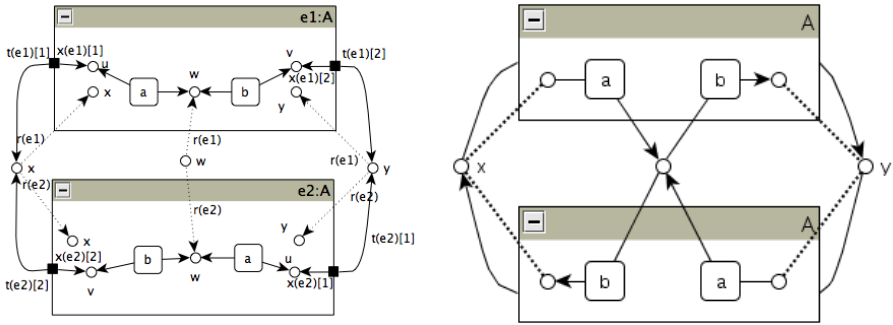 e1:A
t(e1)[1]
x(e1)[1]
u
x
a
w
b
v
x(e1)[2]
y
t(e1)[2]
r(e1)
r(e1)
r(e1)
x
w
y
r(e2)
r(e2)
r(e2)
e2:A
x
y
t(e2)[1]
x(e2)[2]
b
w
a
u
t(e2)[2]
v
x(e2)[1]
A
a
b
x
y
A
b
a